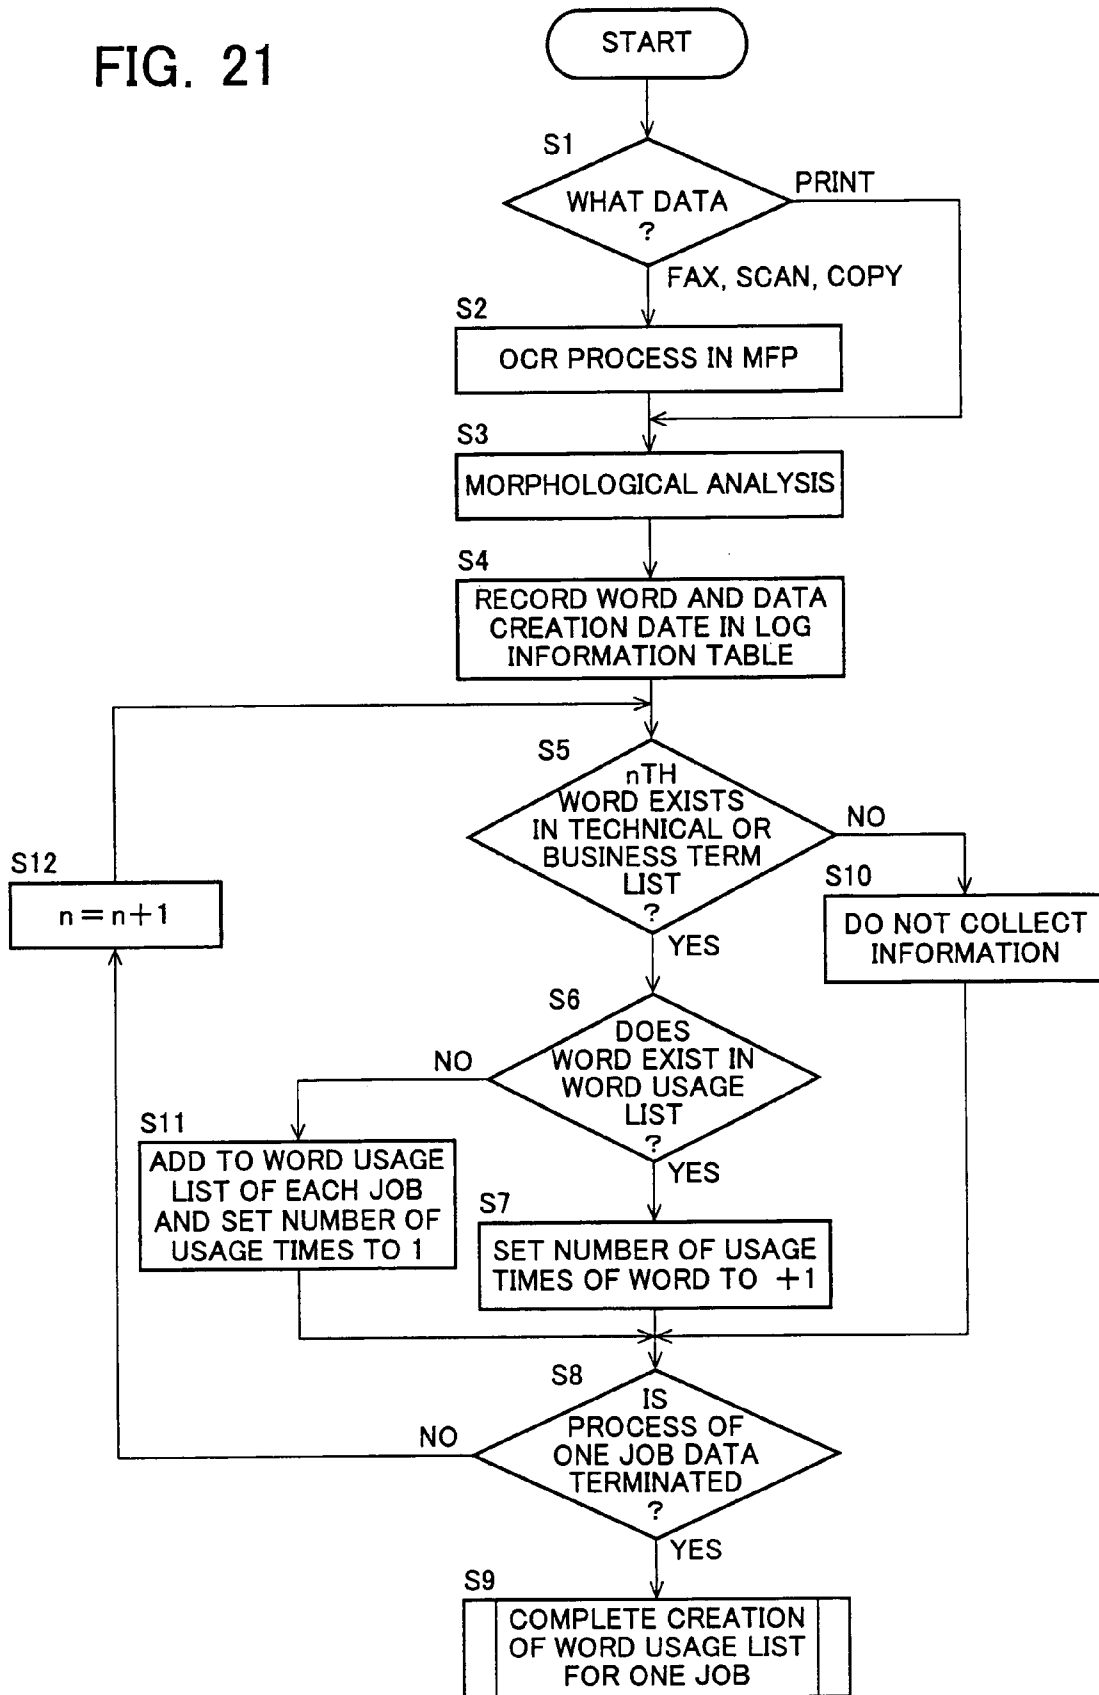 FIG. 21
START
S1
WHAT DATA
?
PRINT
FAX, SCAN, COPY
S2
OCR PROCESS IN MFP
S3
MORPHOLOGICAL ANALYSIS
S4
RECORD WORD AND DATA
CREATION DATE IN LOG
INFORMATION TABLE
S5
nTH
WORD EXISTS
IN TECHNICAL OR
BUSINESS TERM
LIST
?
NO
YES
S12
n=n+1
S10
DO NOT COLLECT
INFORMATION
S6
DOES
WORD EXIST IN
WORD USAGE
LIST
?
NO
YES
S11
ADD TO WORD USAGE
LIST OF EACH JOB
AND SET NUMBER OF
USAGE TIMES TO 1
S7
SET NUMBER OF USAGE
TIMES OF WORD TO +1
S8
IS
PROCESS OF
ONE JOB DATA
TERMINATED
?
NO
YES
S9
COMPLETE CREATION
OF WORD USAGE LIST
FOR ONE JOB